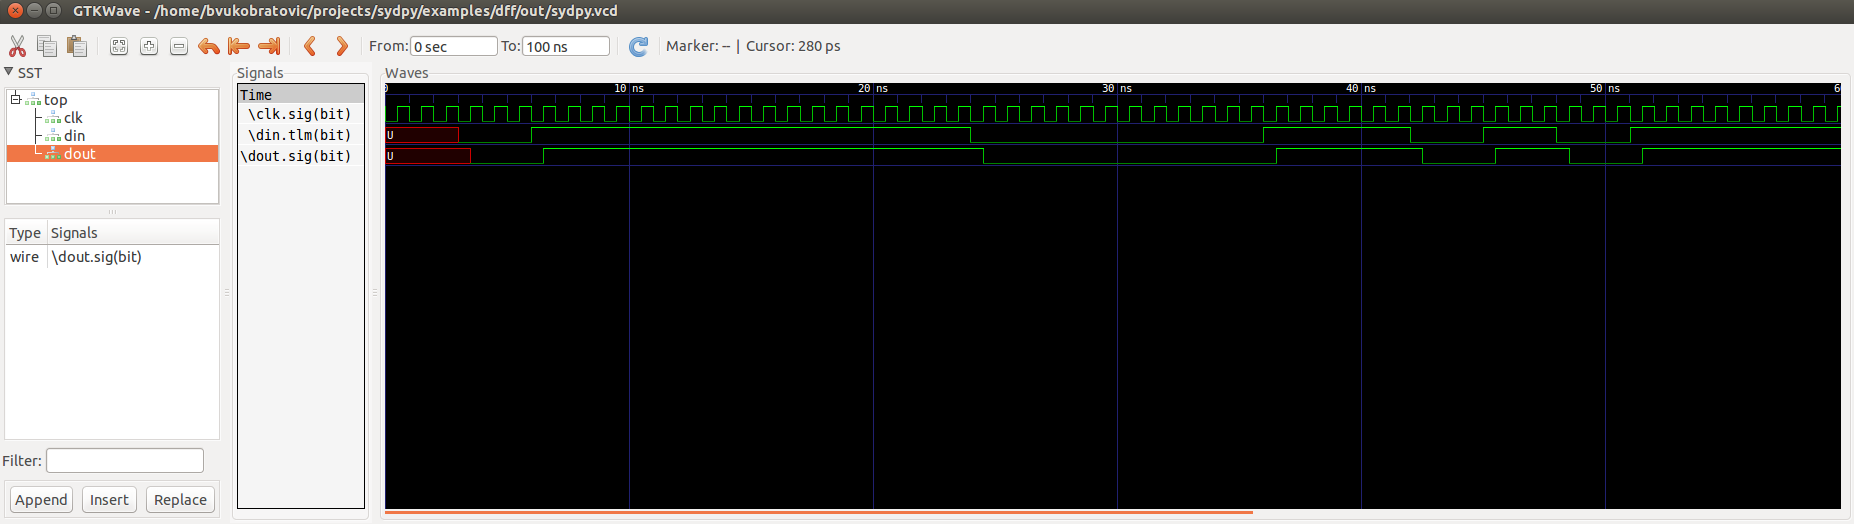 GTKWave - /home/bvukobratovic/projects/sydpy/examples/dff/out/sydpy.vcd
From: 0 sec To: 100 ns Marker: -- | Cursor: 280 ps
SST
top
clk
din
dout
Type Signals
wire \dout.sig(bit)
Filter:
Append Insert Replace
Signals
Time
\clk.sig(bit)
\din.tlm(bit)
\dout.sig(bit)
Waves
0 10 ns 20 ns 30 ns 40 ns 50 ns 60
U
U